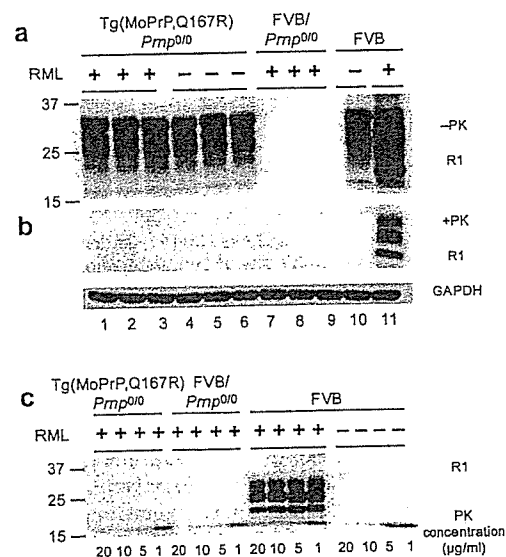 a
Tg(MoPrP,Q167R) FVB/
Prnp0/0 Prnp0/0 FVB
RML + + + – – – + + + – +
37
–PK
25
R1
15
b
+PK
R1
GAPDH
1 2 3 4 5 6 7 8 9 10 11
Tg(MoPrP,Q167R) FVB/
c
Prnp0/0 Prnp0/0 FVB
RML + + + + + + + + + + + + – – – –
37
R1
25
PK
15
concentration
20 10 5 1 20 10 5 1 20 10 5 1 20 10 5 1 (µg/ml)